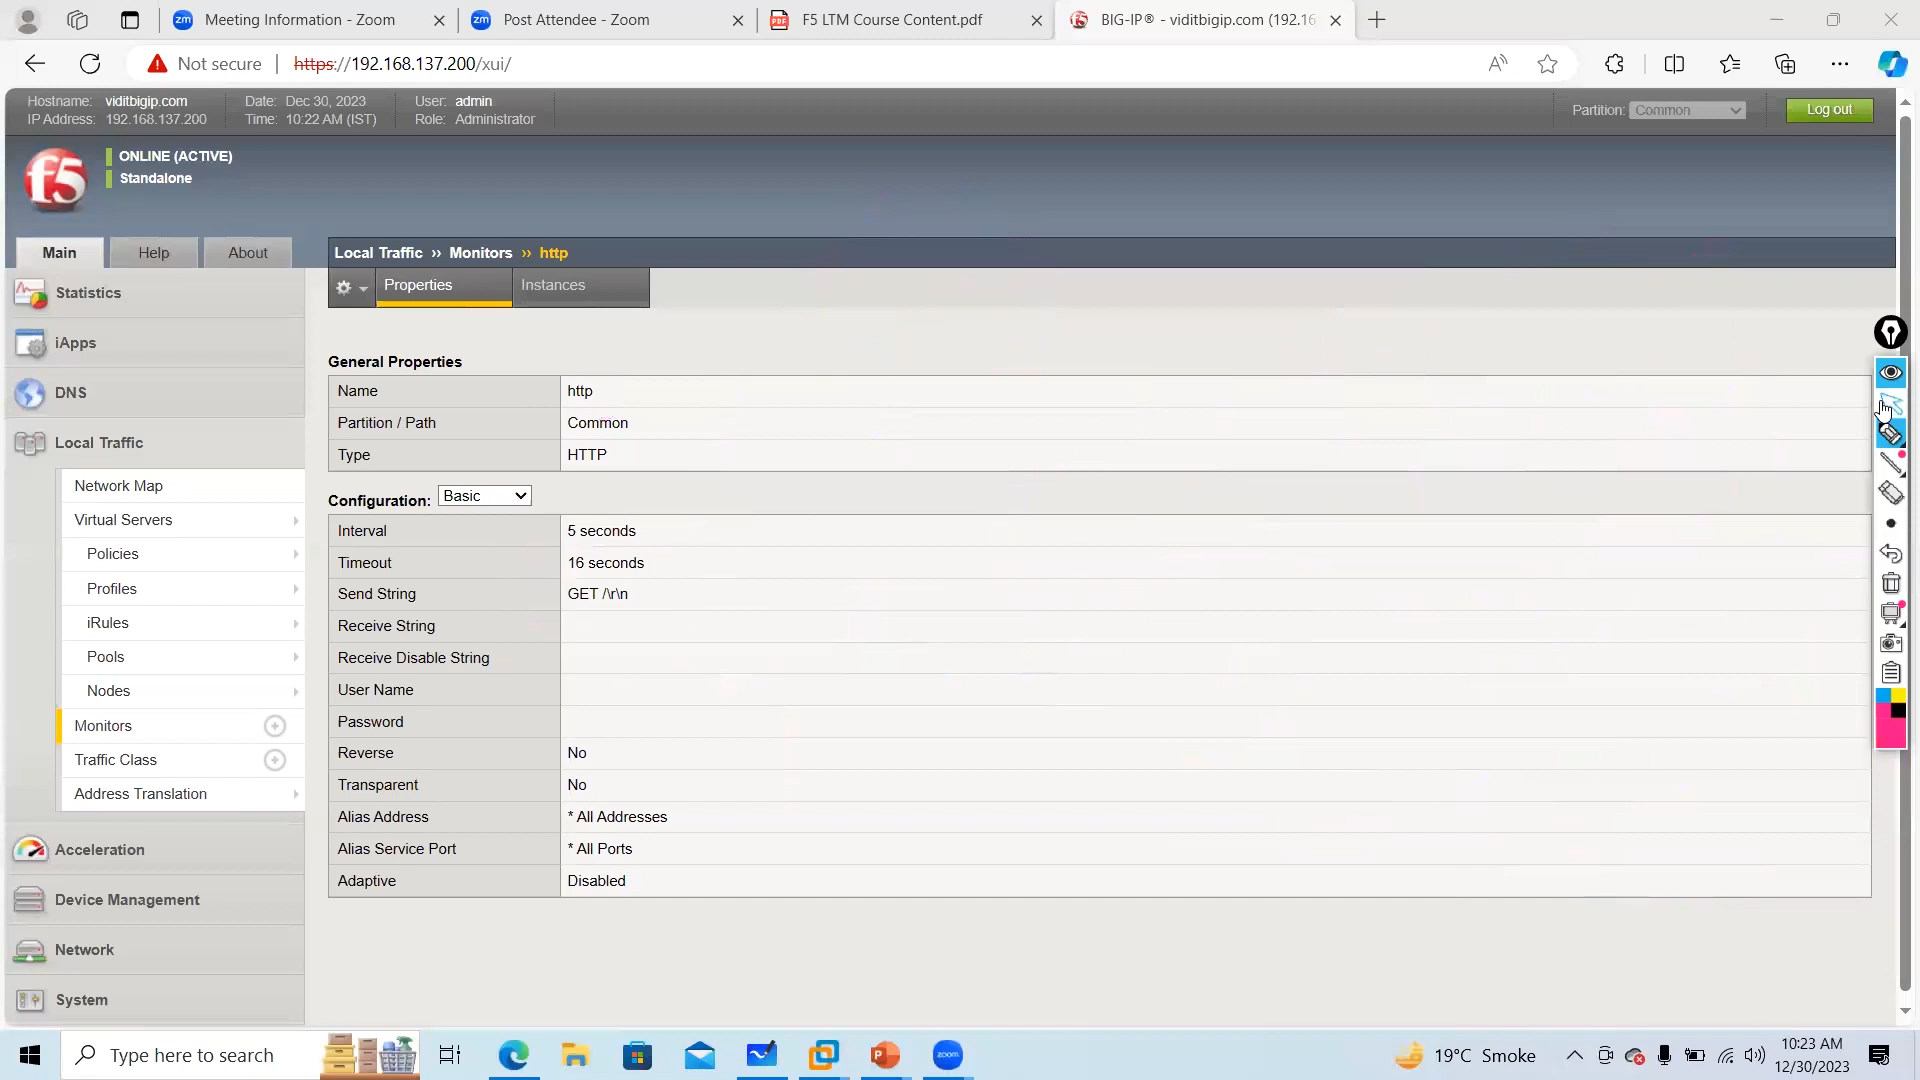 Meeting Information - Zoom
Post Attendee - Zoom
F5 LTM Course Content.pdf
BIG-IP® - viditbigip.com (192.16
Not secure
https://192.168.137.200/xui/
Hostname: viditbigip.com
IP Address: 192.168.137.200
Date: Dec 30, 2023
Time: 10:22 AM (IST)
User: admin
Role: Administrator
Partition: Common
Log out
f5
ONLINE (ACTIVE)
Standalone
Main
Help
About
Local Traffic ›› Monitors ›› http
Properties
Instances
Statistics
iApps
DNS
Local Traffic
Network Map
Virtual Servers
Policies
Profiles
iRules
Pools
Nodes
Monitors
Traffic Class
Address Translation
Acceleration
Device Management
Network
System
General Properties
Name http
Partition / Path Common
Type HTTP
Configuration: Basic
Interval 5 seconds
Timeout 16 seconds
Send String GET /\r\n
Receive String
Receive Disable String
User Name
Password
Reverse No
Transparent No
Alias Address * All Addresses
Alias Service Port * All Ports
Adaptive Disabled
Type here to search
zoom
19°C Smoke
10:23 AM
12/30/2023